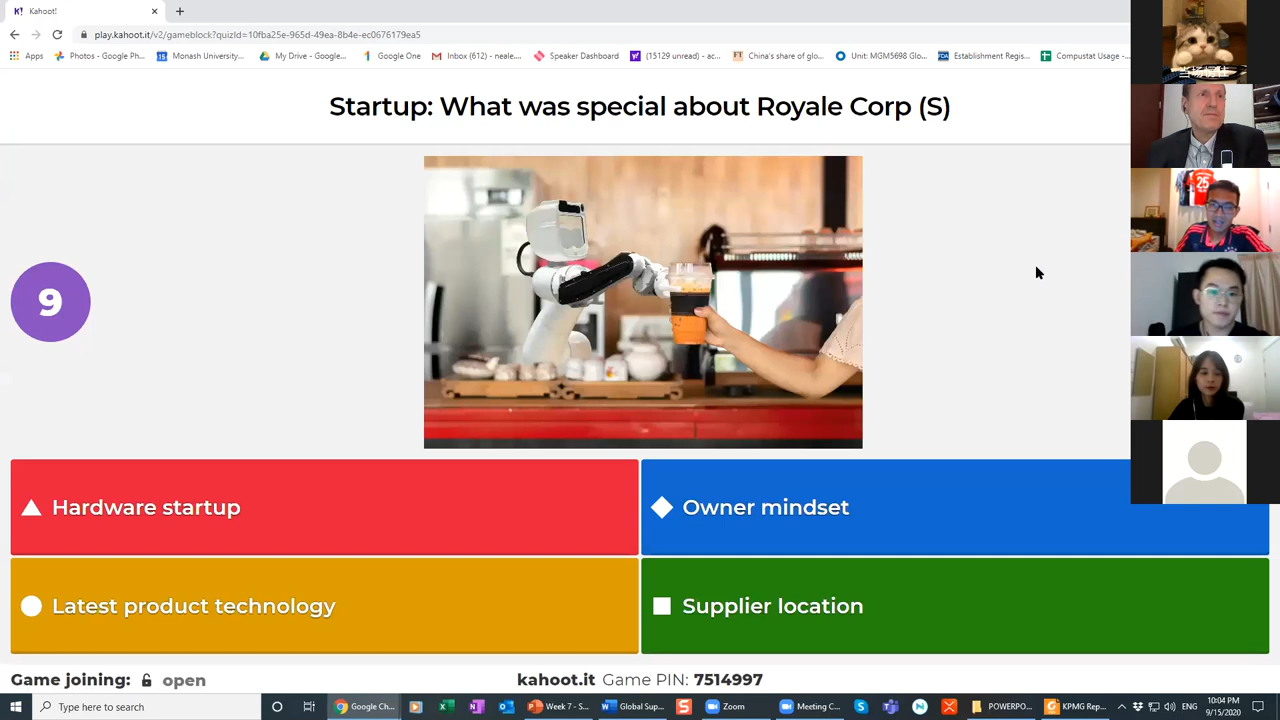 Kahoot!
play.kahoot.it/v2/gameblock?quizId=10fba25e-965d-49ea-8b4e-ec0676179ea5
Apps
Photos - Google Ph...
Monash University...
My Drive - Google...
Google One
Inbox (612) - neale...
Speaker Dashboard
(15129 unread) - ac...
China's share of glo...
Unit: MGM5698 Glo...
Establishment Regis...
Compustat Usage -...
Startup: What was special about Royale Corp (S)
25
9
Hardware startup
Owner mindset
Latest product technology
Supplier location
Game joining: open
kahoot.it Game PIN: 7514997
Type here to search
Google Ch...
Week 7 - S...
Global Sup...
Zoom
Meeting C...
POWERPO...
KPMG Rep...
ENG
10:04 PM
9/15/2020